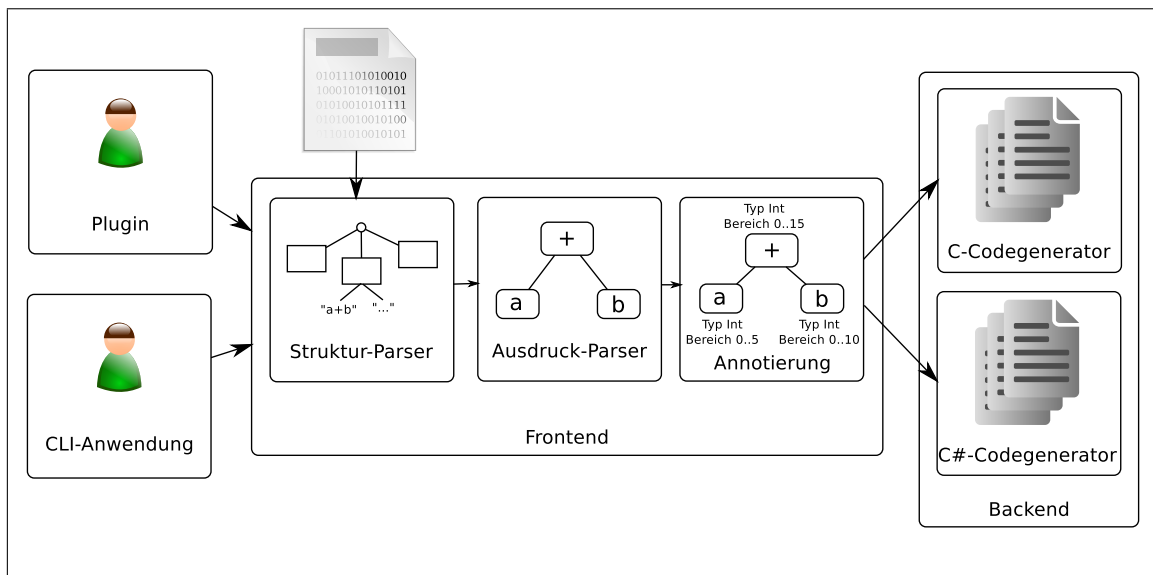 01011101010010
10001010110101
01010010101111
01010010010100
01101010010101
Plugin
CLI-Anwendung
"a+b" "..."
Struktur-Parser
+
a b
Ausdruck-Parser
Typ Int
Bereich 0..15
+
a b
Typ Int
Bereich 0..5
Typ Int
Bereich 0..10
Annotierung
Frontend
C-Codegenerator
C#-Codegenerator
Backend